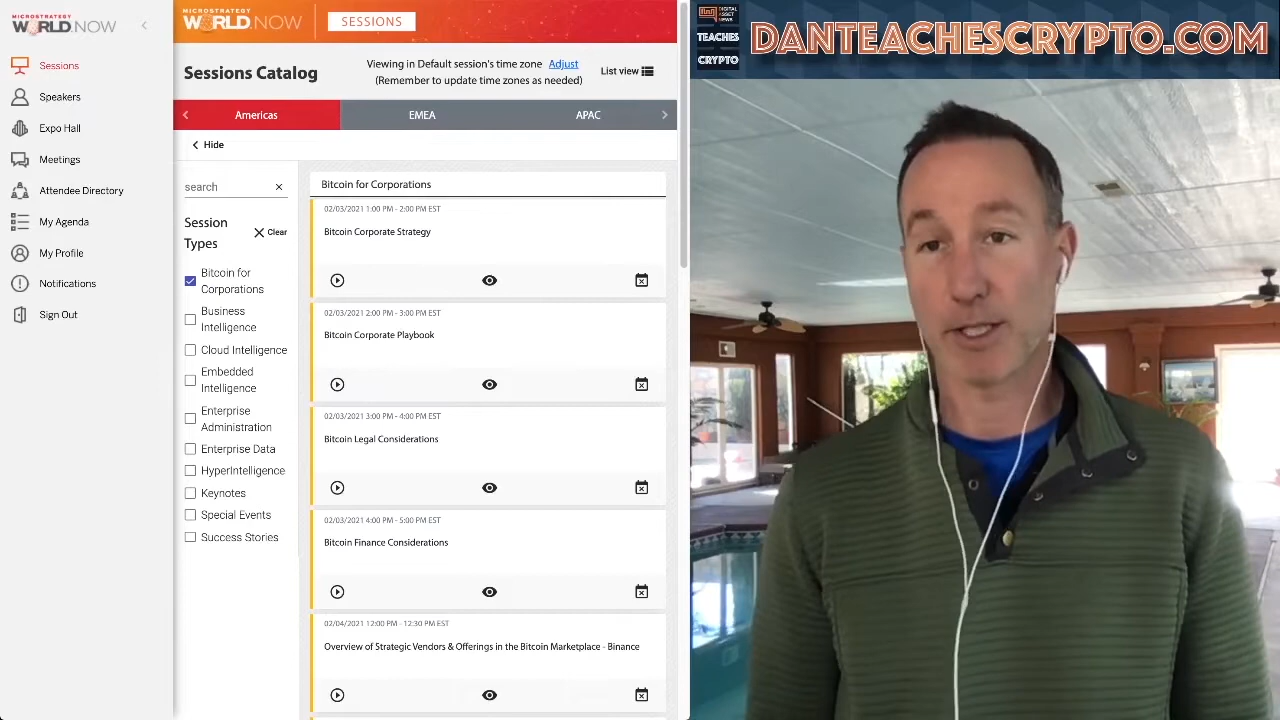 MICROSTRATEGY
WORLD.NOW
Sessions
Speakers
Expo Hall
Meetings
Attendee Directory
My Agenda
My Profile
Notifications
Sign Out
MICROSTRATEGY
WORLD.NOW
SESSIONS
Sessions Catalog
Viewing in Default session's time zone Adjust
(Remember to update time zones as needed)
List view
Americas
EMEA
APAC
Hide
search
Session
Types
Clear
Bitcoin for
Corporations
Business
Intelligence
Cloud Intelligence
Embedded
Intelligence
Enterprise
Administration
Enterprise Data
HyperIntelligence
Keynotes
Special Events
Success Stories
Bitcoin for Corporations
02/03/2021 1:00 PM - 2:00 PM EST
Bitcoin Corporate Strategy
02/03/2021 2:00 PM - 3:00 PM EST
Bitcoin Corporate Playbook
02/03/2021 3:00 PM - 4:00 PM EST
Bitcoin Legal Considerations
02/03/2021 4:00 PM - 5:00 PM EST
Bitcoin Finance Considerations
02/04/2021 12:00 PM - 12:30 PM EST
Overview of Strategic Vendors & Offerings in the Bitcoin Marketplace - Binance
DIGITAL
ASSET
NEWS
TEACHES
CRYPTO
DANTEACHESCRYPTO.COM